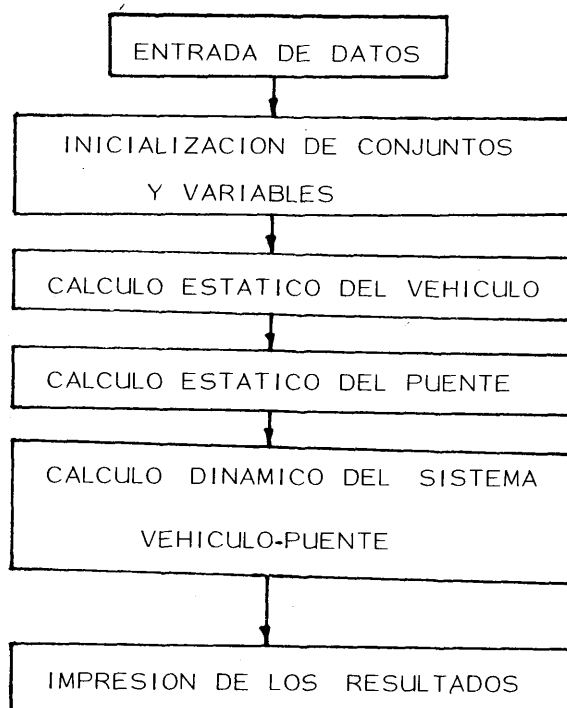 ENTRADA DE DATOS
INICIALIZACION DE CONJUNTOS
Y VARIABLES
CALCULO ESTATICO DEL VEHICULO
CALCULO ESTATICO DEL PUENTE
CALCULO DINAMICO DEL SISTEMA
VEHICULO-PUENTE
IMPRESION DE LOS RESULTADOS